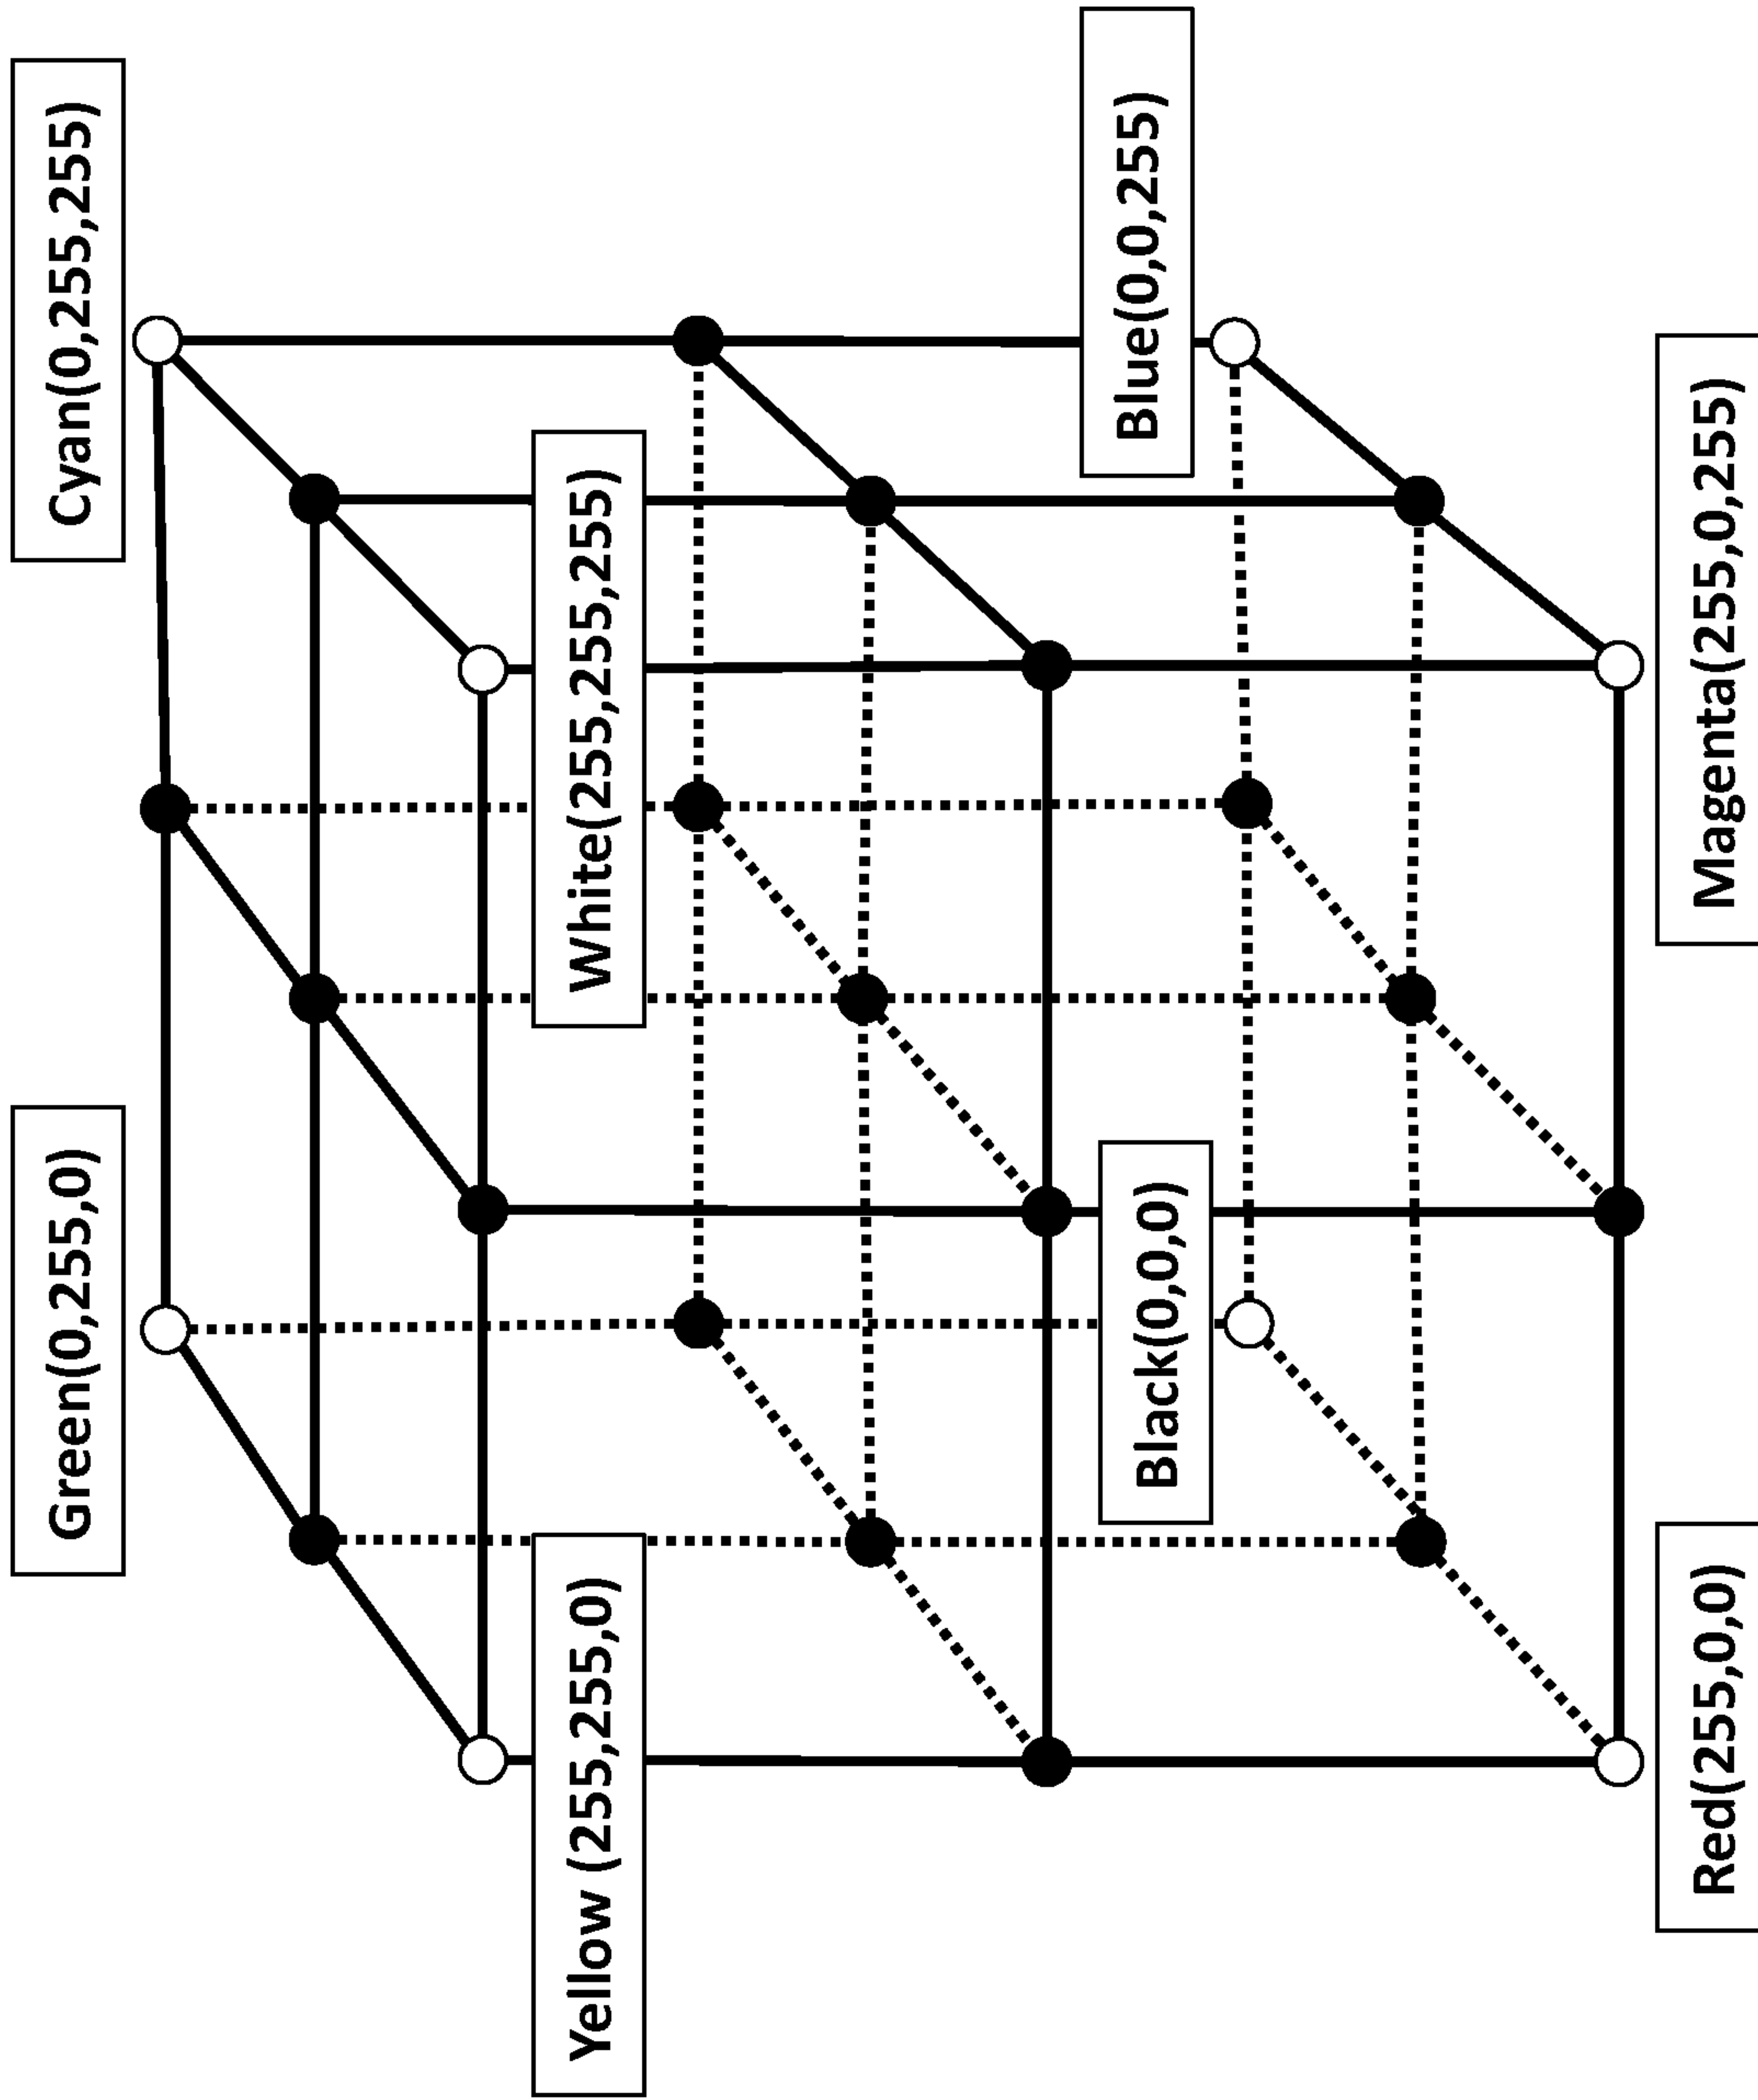 Green(0,255,0)
Cyan(0,255,255)
Yellow (255,255,0)
White(255,255,255)
Black(0,0,0)
Blue(0,0,255)
Red(255,0,0)
Magenta(255,0,255)